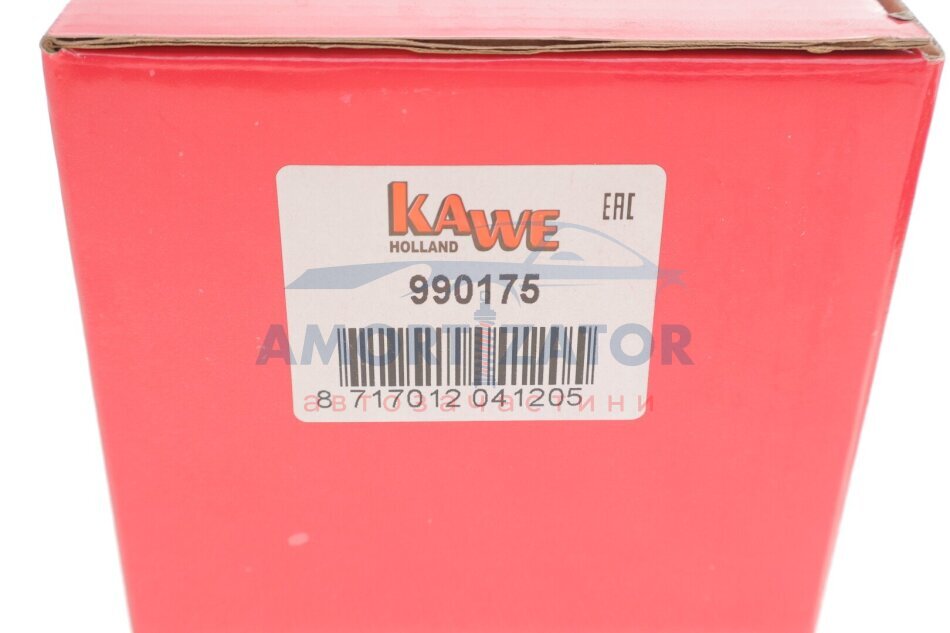 KAWE
HOLLAND
EAC
990175
AMORTIZATOR
8 717012 041205
автозапчастини